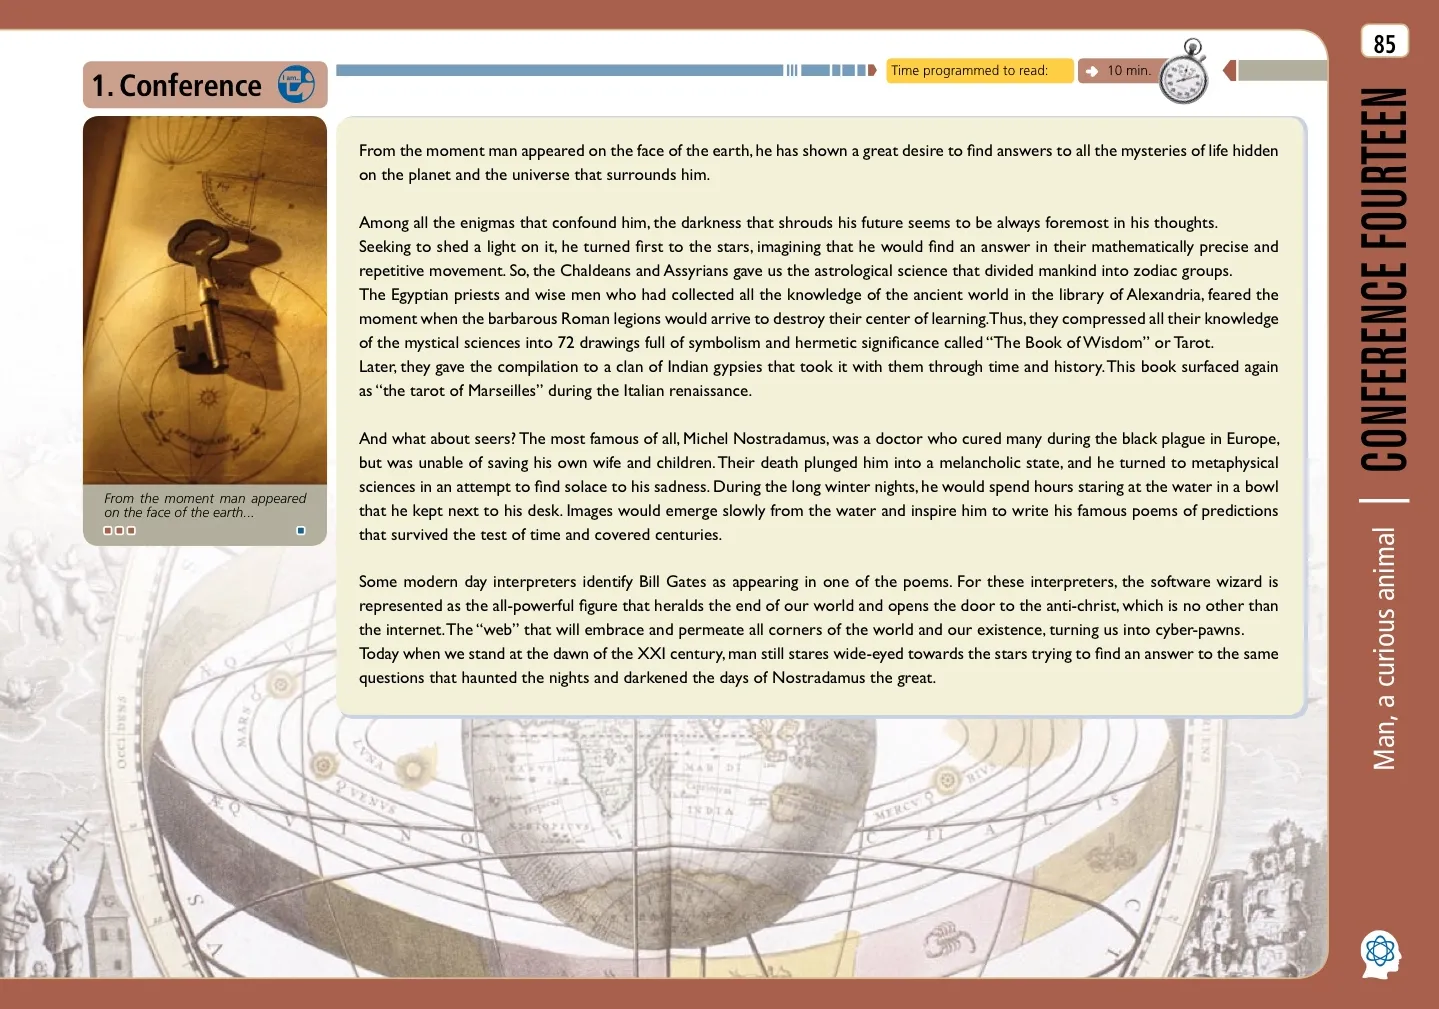 85
1. Conference
I am...
Time programmed to read:
10 min.
From the moment man appeared on the face of the earth, he has shown a great desire to find answers to all the mysteries of life hidden
on the planet and the universe that surrounds him.
Among all the enigmas that confound him, the darkness that shrouds his future seems to be always foremost in his thoughts.
Seeking to shed a light on it, he turned first to the stars, imagining that he would find an answer in their mathematically precise and
repetitive movement. So, the Chaldeans and Assyrians gave us the astrological science that divided mankind into zodiac groups.
The Egyptian priests and wise men who had collected all the knowledge of the ancient world in the library of Alexandria, feared the
moment when the barbarous Roman legions would arrive to destroy their center of learning. Thus, they compressed all their knowledge
of the mystical sciences into 72 drawings full of symbolism and hermetic significance called “The Book of Wisdom” or Tarot.
Later, they gave the compilation to a clan of Indian gypsies that took it with them through time and history. This book surfaced again
as “the tarot of Marseilles” during the Italian renaissance.
And what about seers? The most famous of all, Michel Nostradamus, was a doctor who cured many during the black plague in Europe,
but was unable of saving his own wife and children. Their death plunged him into a melancholic state, and he turned to metaphysical
sciences in an attempt to find solace to his sadness. During the long winter nights, he would spend hours staring at the water in a bowl
that he kept next to his desk. Images would emerge slowly from the water and inspire him to write his famous poems of predictions
that survived the test of time and covered centuries.
Some modern day interpreters identify Bill Gates as appearing in one of the poems. For these interpreters, the software wizard is
represented as the all-powerful figure that heralds the end of our world and opens the door to the anti-christ, which is no other than
the internet. The “web” that will embrace and permeate all corners of the world and our existence, turning us into cyber-pawns.
Today when we stand at the dawn of the XXI century, man still stares wide-eyed towards the stars trying to find an answer to the same
questions that haunted the nights and darkened the days of Nostradamus the great.
From the moment man appeared
on the face of the earth...
CONFERENCE FOURTEEN
Man, a curious animal
OCCIDENS
MARS
LUNA
VENUS
MAR DI
INDIA